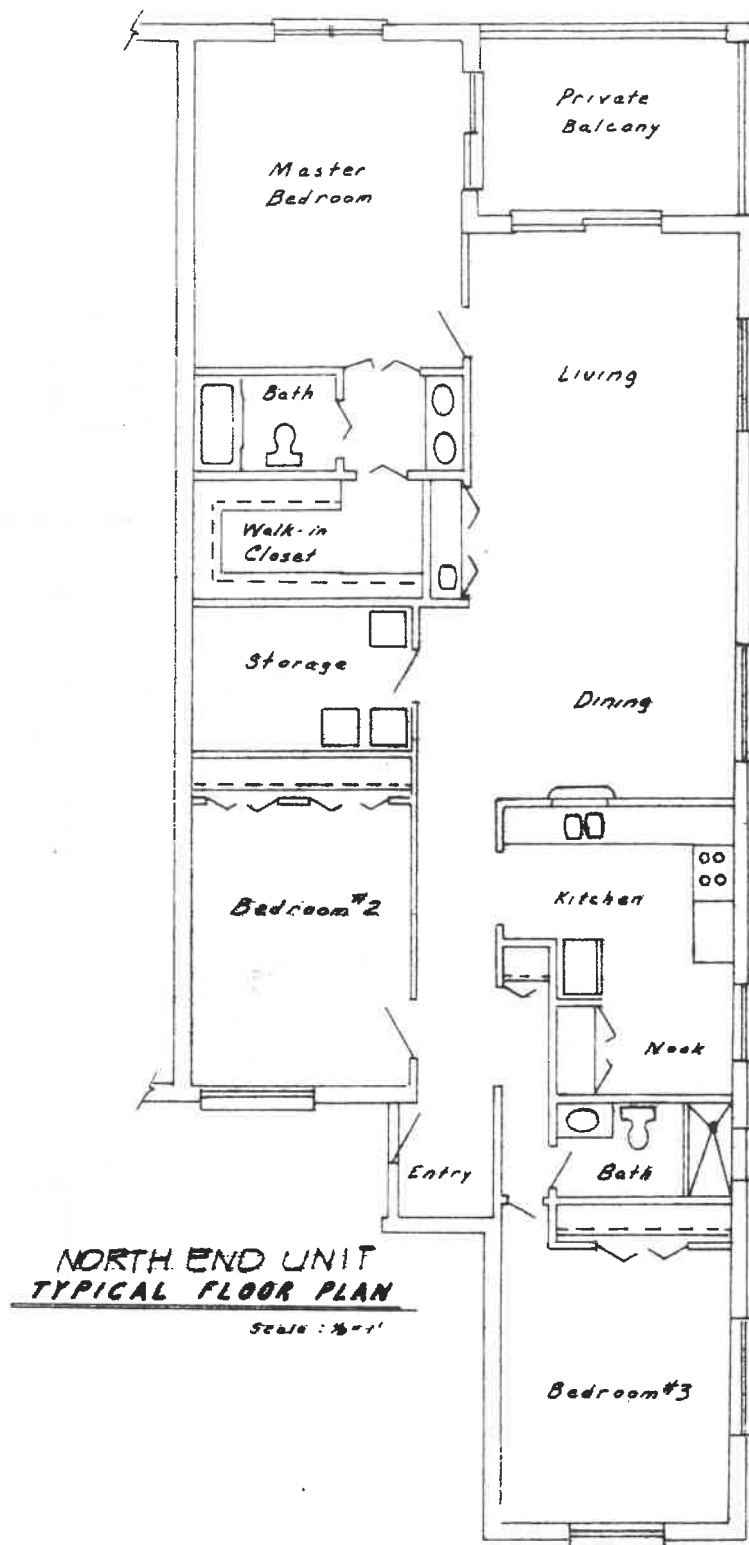 Private
Balcony
Master
Bedroom
Living
Bath
Walk-in
Closet
Storage
Dining
Bedroom #2
Kitchen
Nook
Entry
Bath
NORTH END UNIT
TYPICAL FLOOR PLAN
Scale :
Bedroom #3